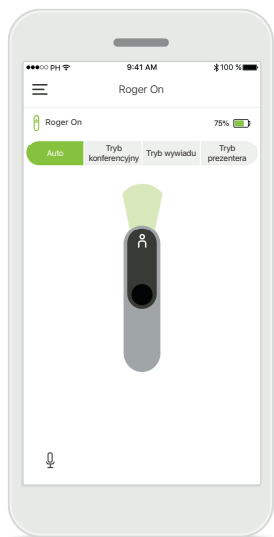 PH 9:41 AM 100 %
Roger On
Roger On 75%
Auto
Tryb
konferencyjny
Tryb wywiadu
Tryb
prezentera